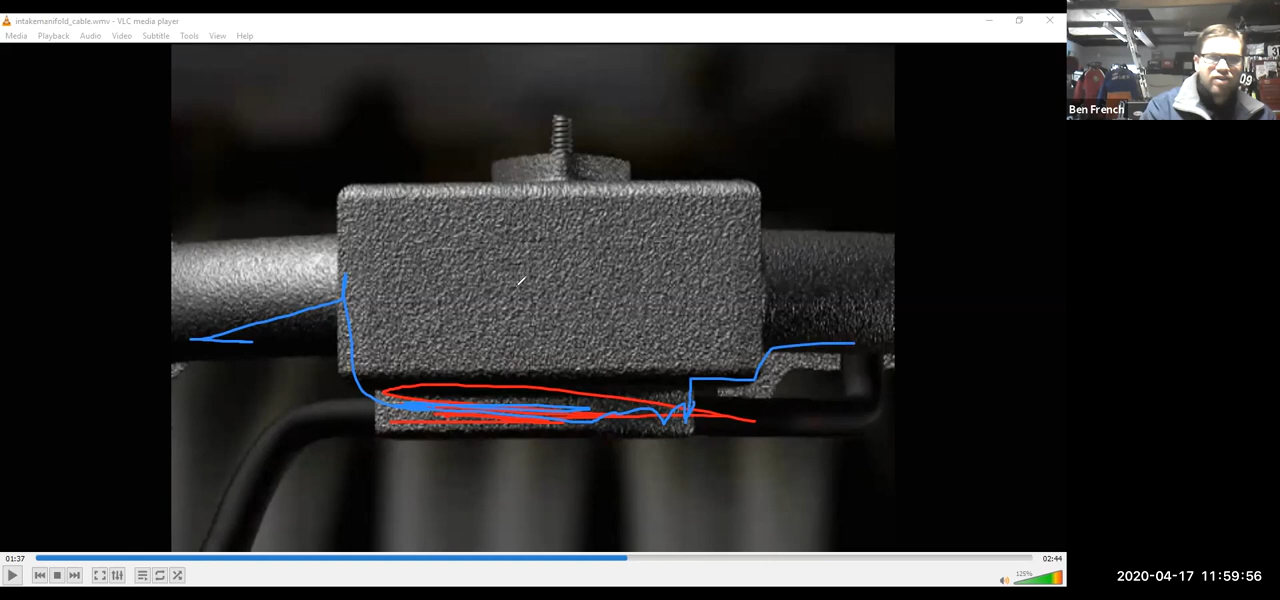 intakemanifold_cable.wmv - VLC media player
Media Playback Audio Video Subtitle Tools View Help
Ben French
09
01:37
02:44
125%
2020-04-17 11:59:56